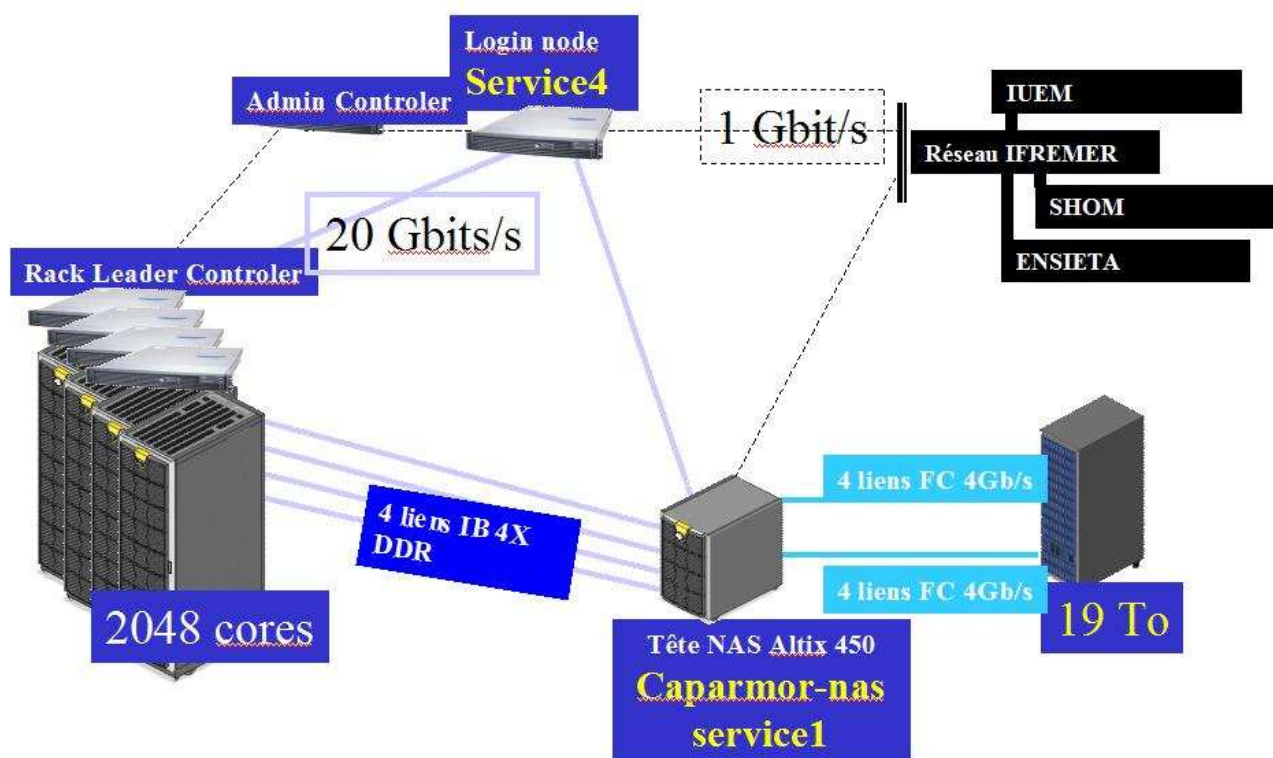 Login node
Service4
Admin Controler
1 Gbit/s
IUEM
Réseau IFREMER
SHOM
ENSIETA
20 Gbits/s
Rack Leader Controler
4 liens IB 4X
DDR
4 liens FC 4Gb/s
4 liens FC 4Gb/s
2048 cores
19 To
Tête NAS Altix 450
Caparmor-nas
service1